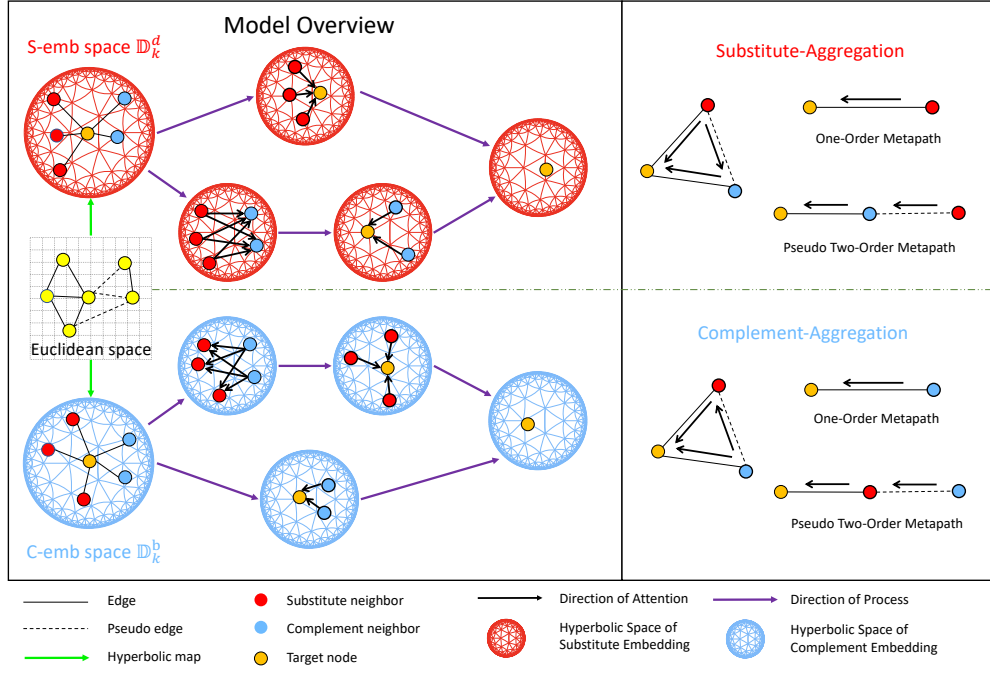 Model Overview
S-emb space 𝔻ᵈₖ
Euclidean space
C-emb space 𝔻ᵇₖ
Substitute-Aggregation
One-Order Metapath
Pseudo Two-Order Metapath
Complement-Aggregation
One-Order Metapath
Pseudo Two-Order Metapath
Edge
Pseudo edge
Hyperbolic map
Substitute neighbor
Complement neighbor
Target node
Direction of Attention
Hyperbolic Space of
Substitute Embedding
Direction of Process
Hyperbolic Space of
Complement Embedding